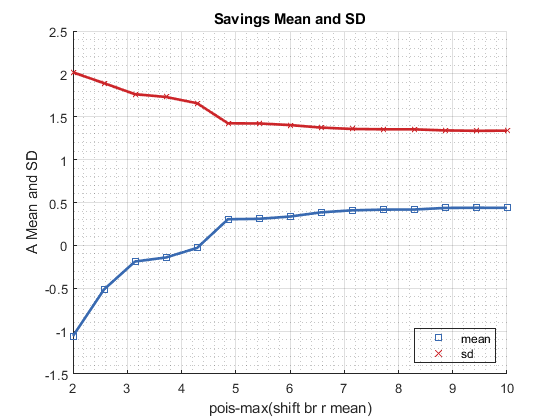 Savings Mean and SD
2.5
2
1.5
1
0.5
0
-0.5
-1
-1.5
A Mean and SD
mean
sd
2 3 4 5 6 7 8 9 10
pois-max(shift br r mean)